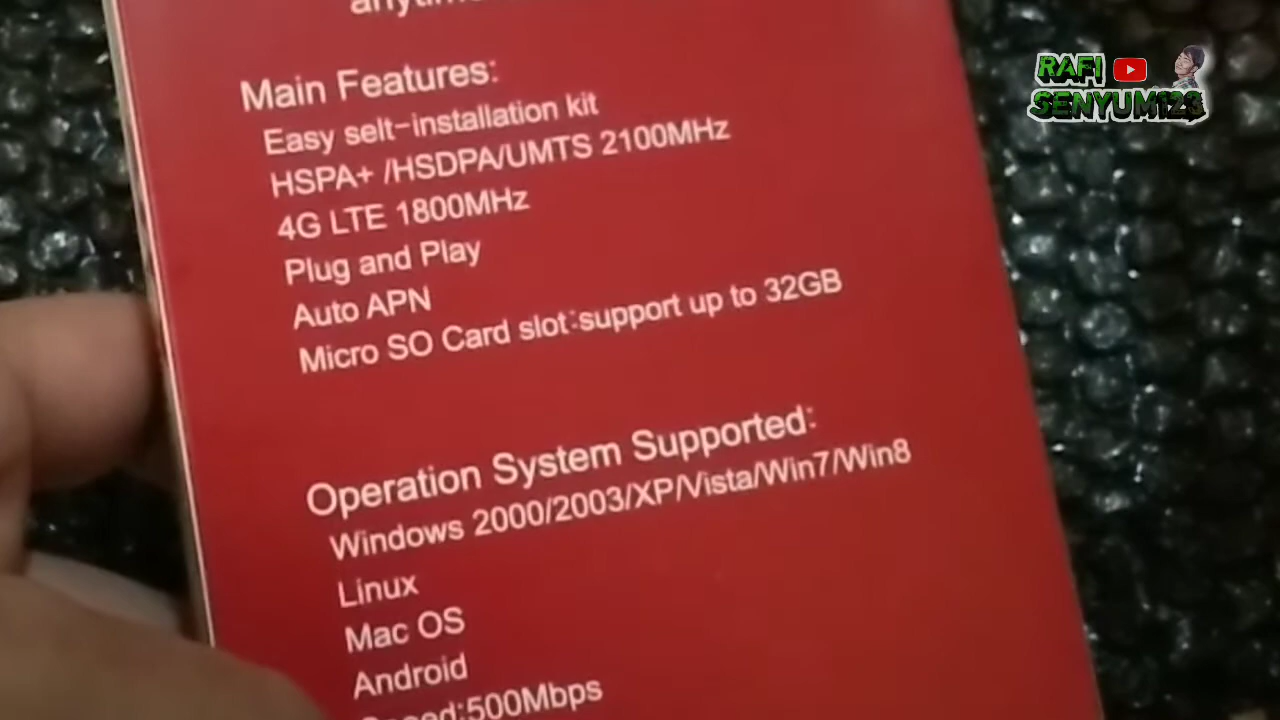 Main Features:
Easy selt-installation kit
HSPA+ /HSDPA/UMTS 2100MHz
4G LTE 1800MHz
Plug and Play
Auto APN
Micro SO Card slot:support up to 32GB
Operation System Supported:
Windows 2000/2003/XP/Vista/Win7/Win8
Linux
Mac OS
Android
:500Mbps
RAFI
SENYUM123